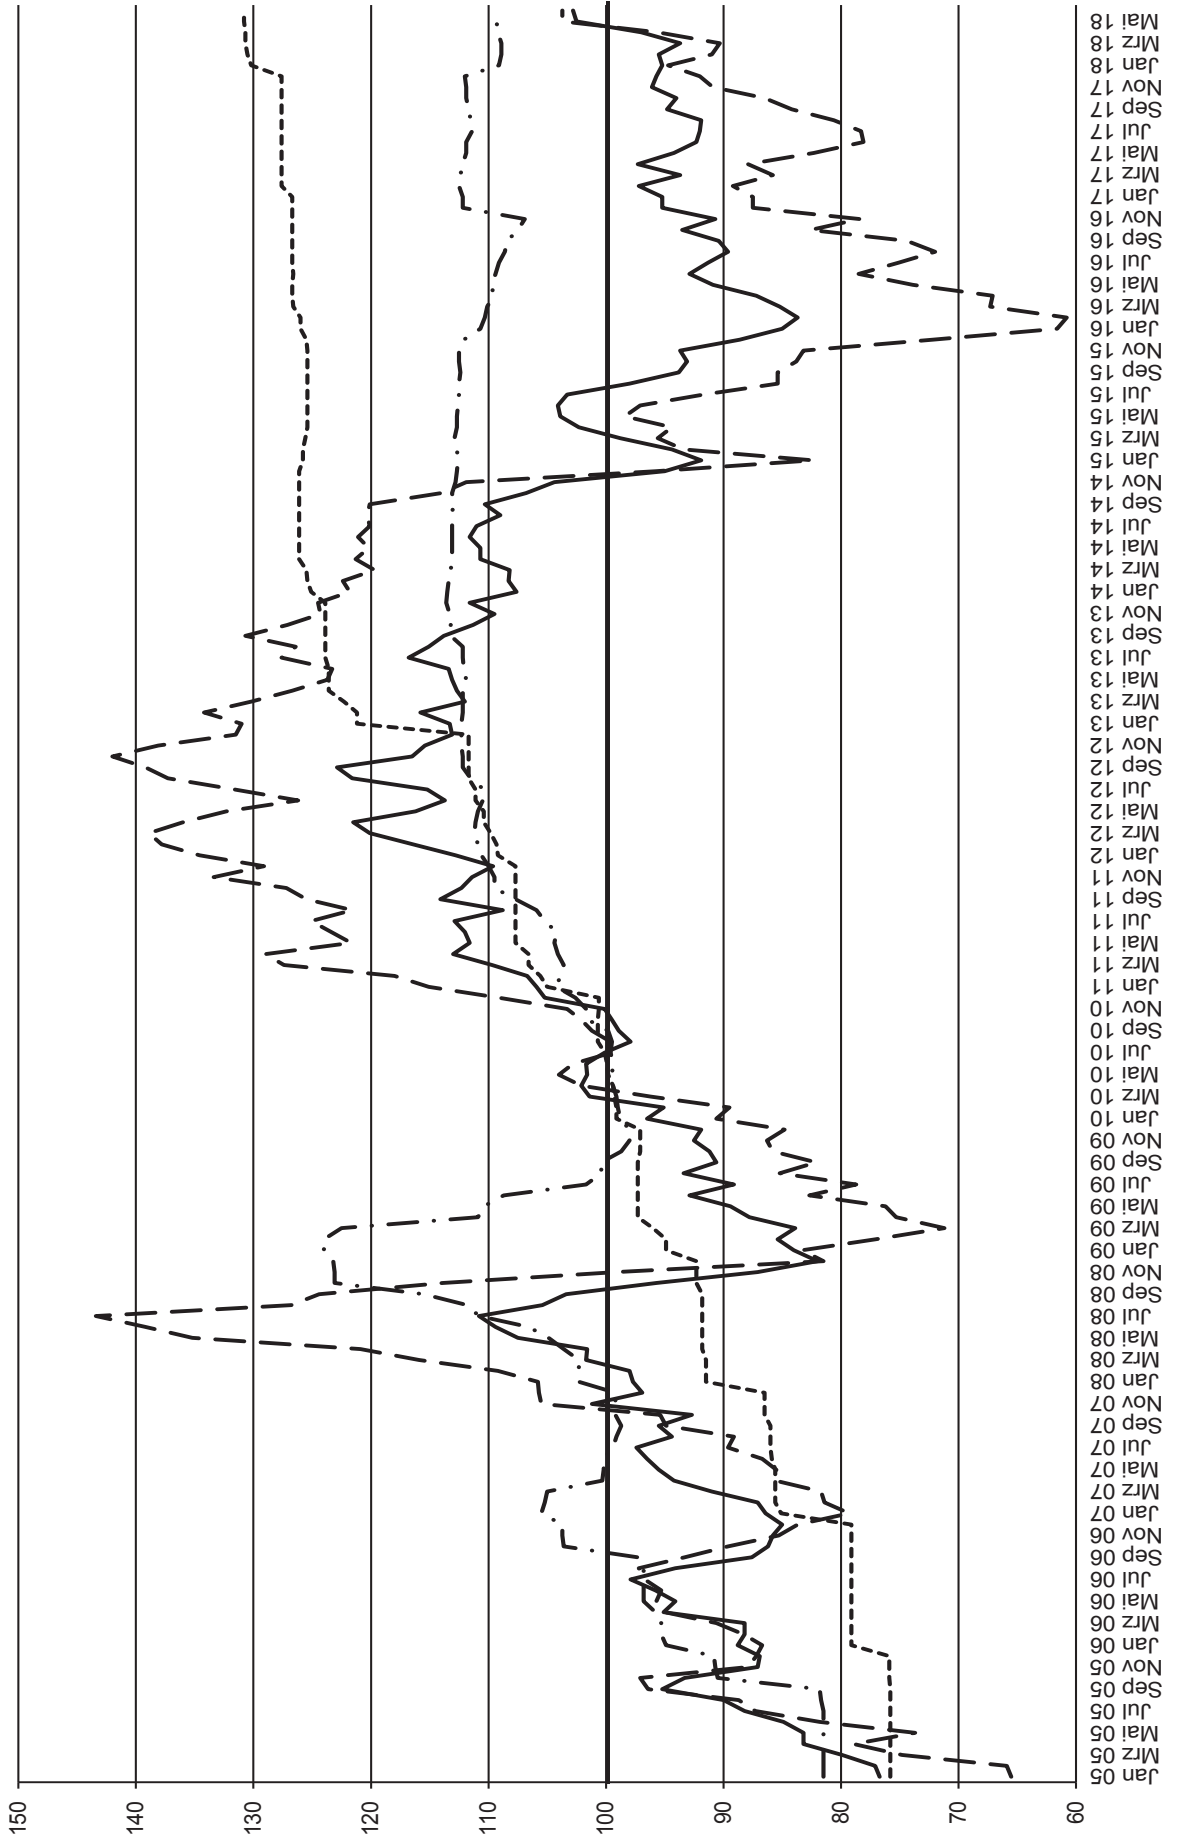 150
140
130
120
110
100
90
80
70
60
Jan 05
Mrz 05
Mai 05
Jul 05
Sep 05
Nov 05
Jan 06
Mrz 06
Mai 06
Jul 06
Sep 06
Nov 06
Jan 07
Mrz 07
Mai 07
Jul 07
Sep 07
Nov 07
Jan 08
Mrz 08
Mai 08
Jul 08
Sep 08
Nov 08
Jan 09
Mrz 09
Mai 09
Jul 09
Sep 09
Nov 09
Jan 10
Mrz 10
Mai 10
Jul 10
Sep 10
Nov 10
Jan 11
Mrz 11
Mai 11
Jul 11
Sep 11
Nov 11
Jan 12
Mrz 12
Mai 12
Jul 12
Sep 12
Nov 12
Jan 13
Mrz 13
Mai 13
Jul 13
Sep 13
Nov 13
Jan 14
Mrz 14
Mai 14
Jul 14
Sep 14
Nov 14
Jan 15
Mrz 15
Mai 15
Jul 15
Sep 15
Nov 15
Jan 16
Mrz 16
Mai 16
Jul 16
Sep 16
Nov 16
Jan 17
Mrz 17
Mai 17
Jul 17
Sep 17
Nov 17
Jan 18
Mrz 18
Mai 18